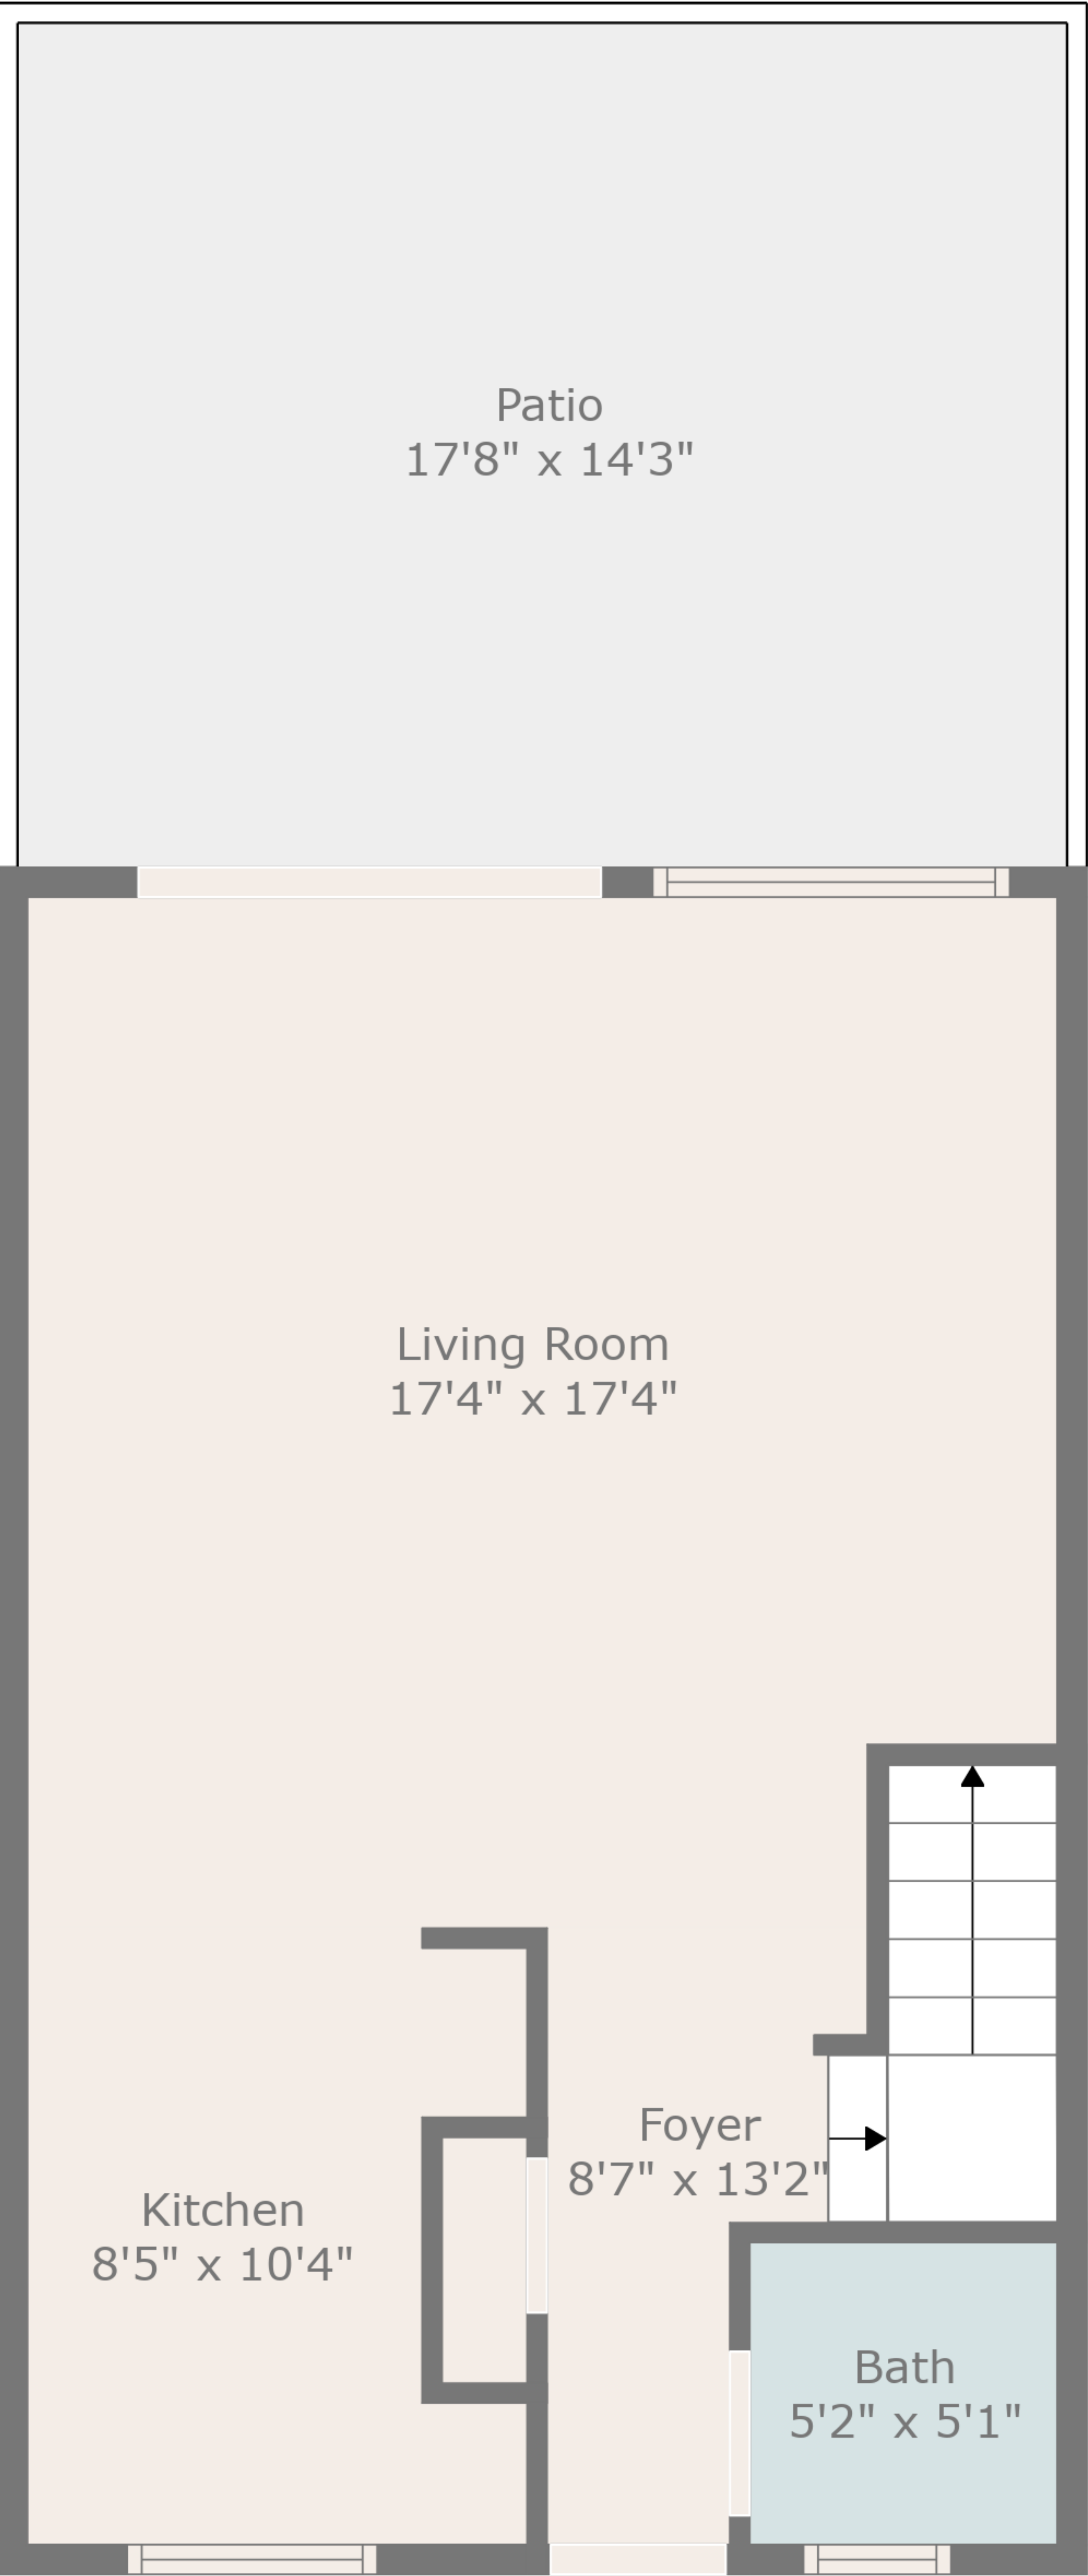 Patio
17'8" x 14'3"
Living Room
17'4" x 17'4"
Foyer
8'7" x 13'2"
Kitchen
8'5" x 10'4"
Bath
5'2" x 5'1"